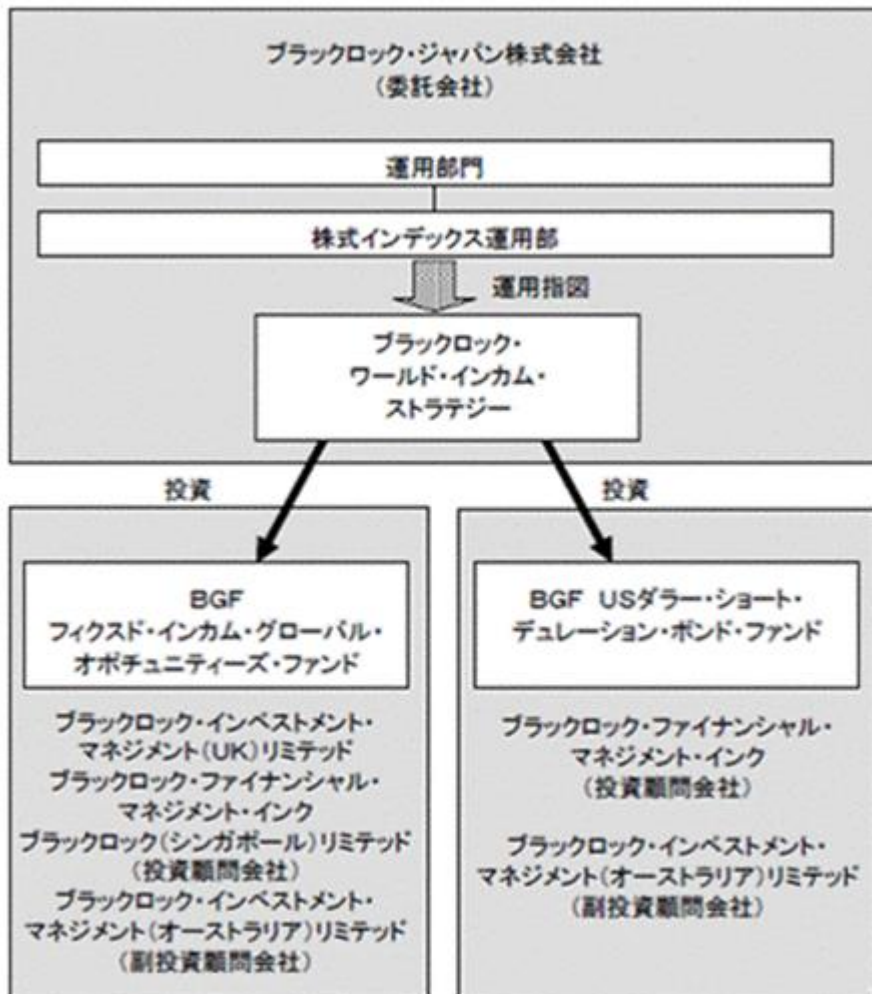 ブラックロック・ジャパン株式会社
（委託会社）
運用部門
株式インデックス運用部
運用指図
ブラックロック・
ワールド・インカム・
ストラテジー
投資
投資
BGF
フィクスド・インカム・グローバル・
オポチュニティーズ・ファンド
ブラックロック・インベストメント・
マネジメント（UK）リミテッド
ブラックロック・ファイナンシャル・
マネジメント・インク
ブラックロック（シンガポール）リミテッド
（投資顧問会社）
ブラックロック・インベストメント・
マネジメント（オーストラリア）リミテッド
（副投資顧問会社）
BGF USダラー・ショート・
デュレーション・ボンド・ファンド
ブラックロック・ファイナンシャル・
マネジメント・インク
（投資顧問会社）
ブラックロック・インベストメント・
マネジメント（オーストラリア）リミテッド
（副投資顧問会社）